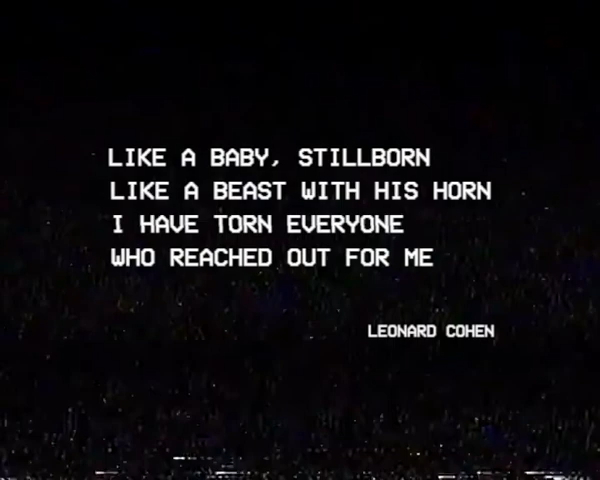 LIKE A BABY, STILLBORN
LIKE A BEAST WITH HIS HORN
I HAVE TORN EVERYONE
WHO REACHED OUT FOR ME
LEONARD COHEN